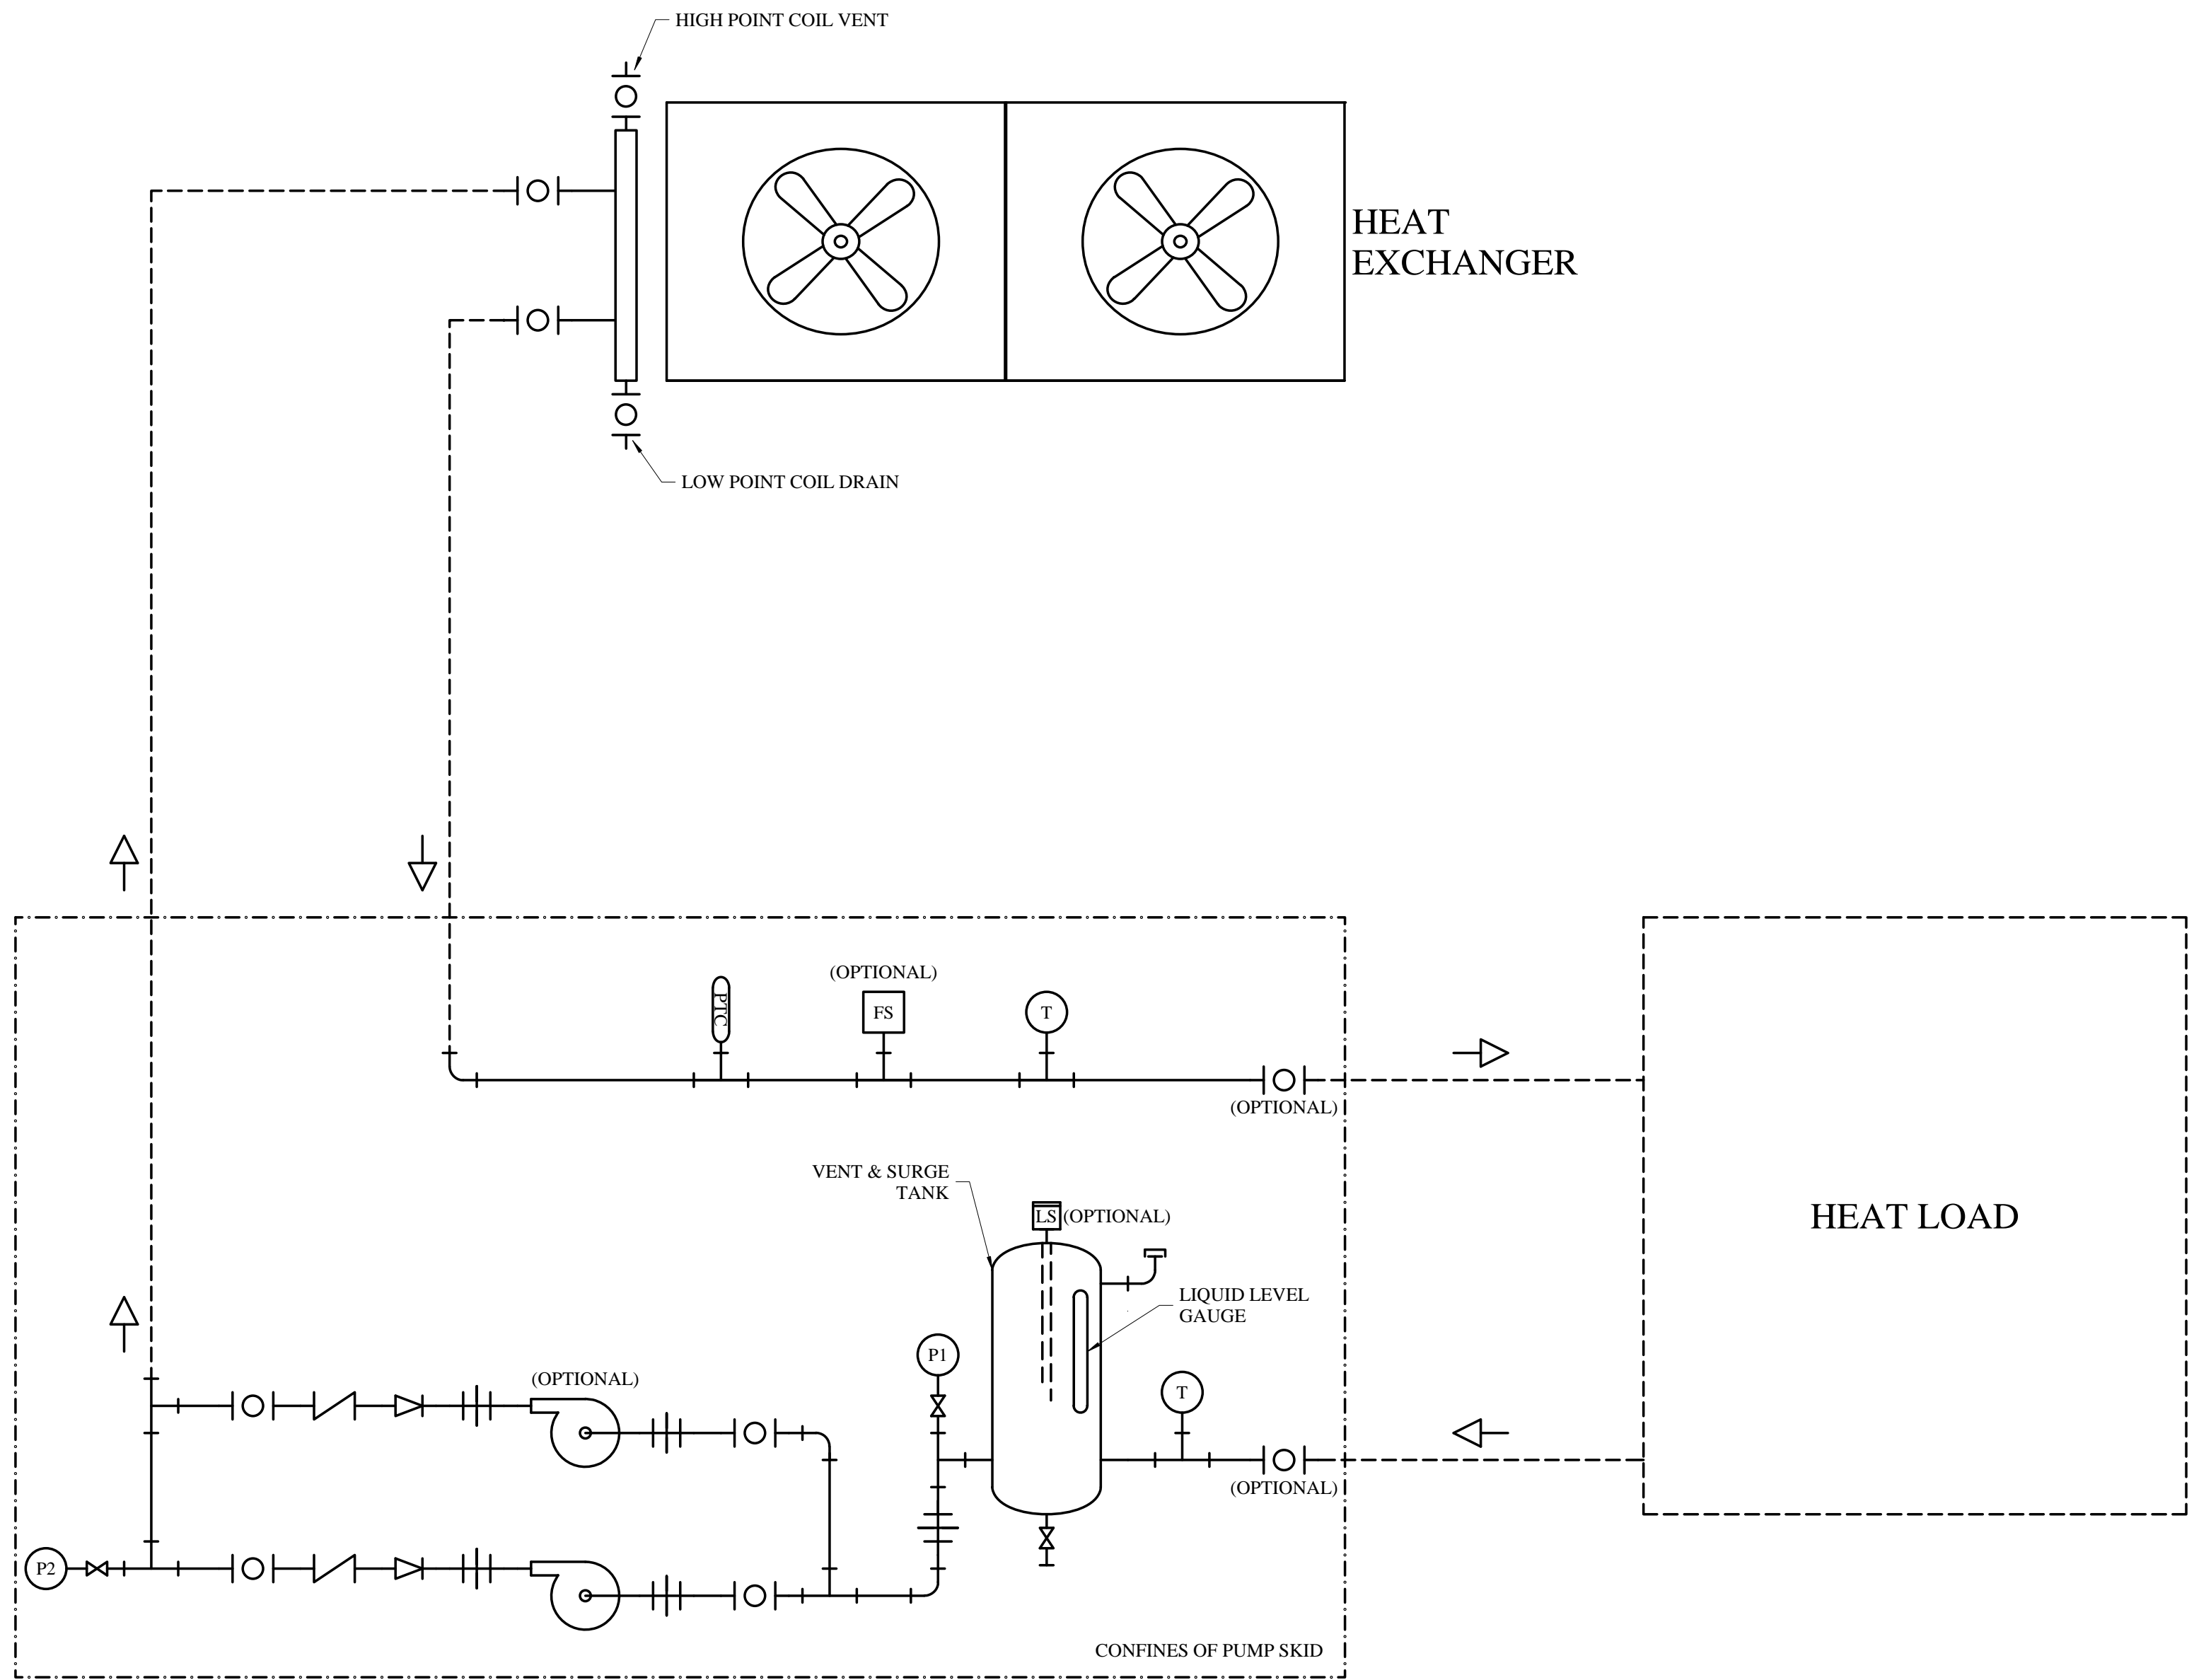 HIGH POINT COIL VENT
HEAT
EXCHANGER
LOW POINT COIL DRAIN
(OPTIONAL)
PTC
FS
T
(OPTIONAL)
VENT & SURGE
TANK
LS
(OPTIONAL)
HEAT LOAD
LIQUID LEVEL
GAUGE
P1
(OPTIONAL)
T
(OPTIONAL)
P2
CONFINES OF PUMP SKID